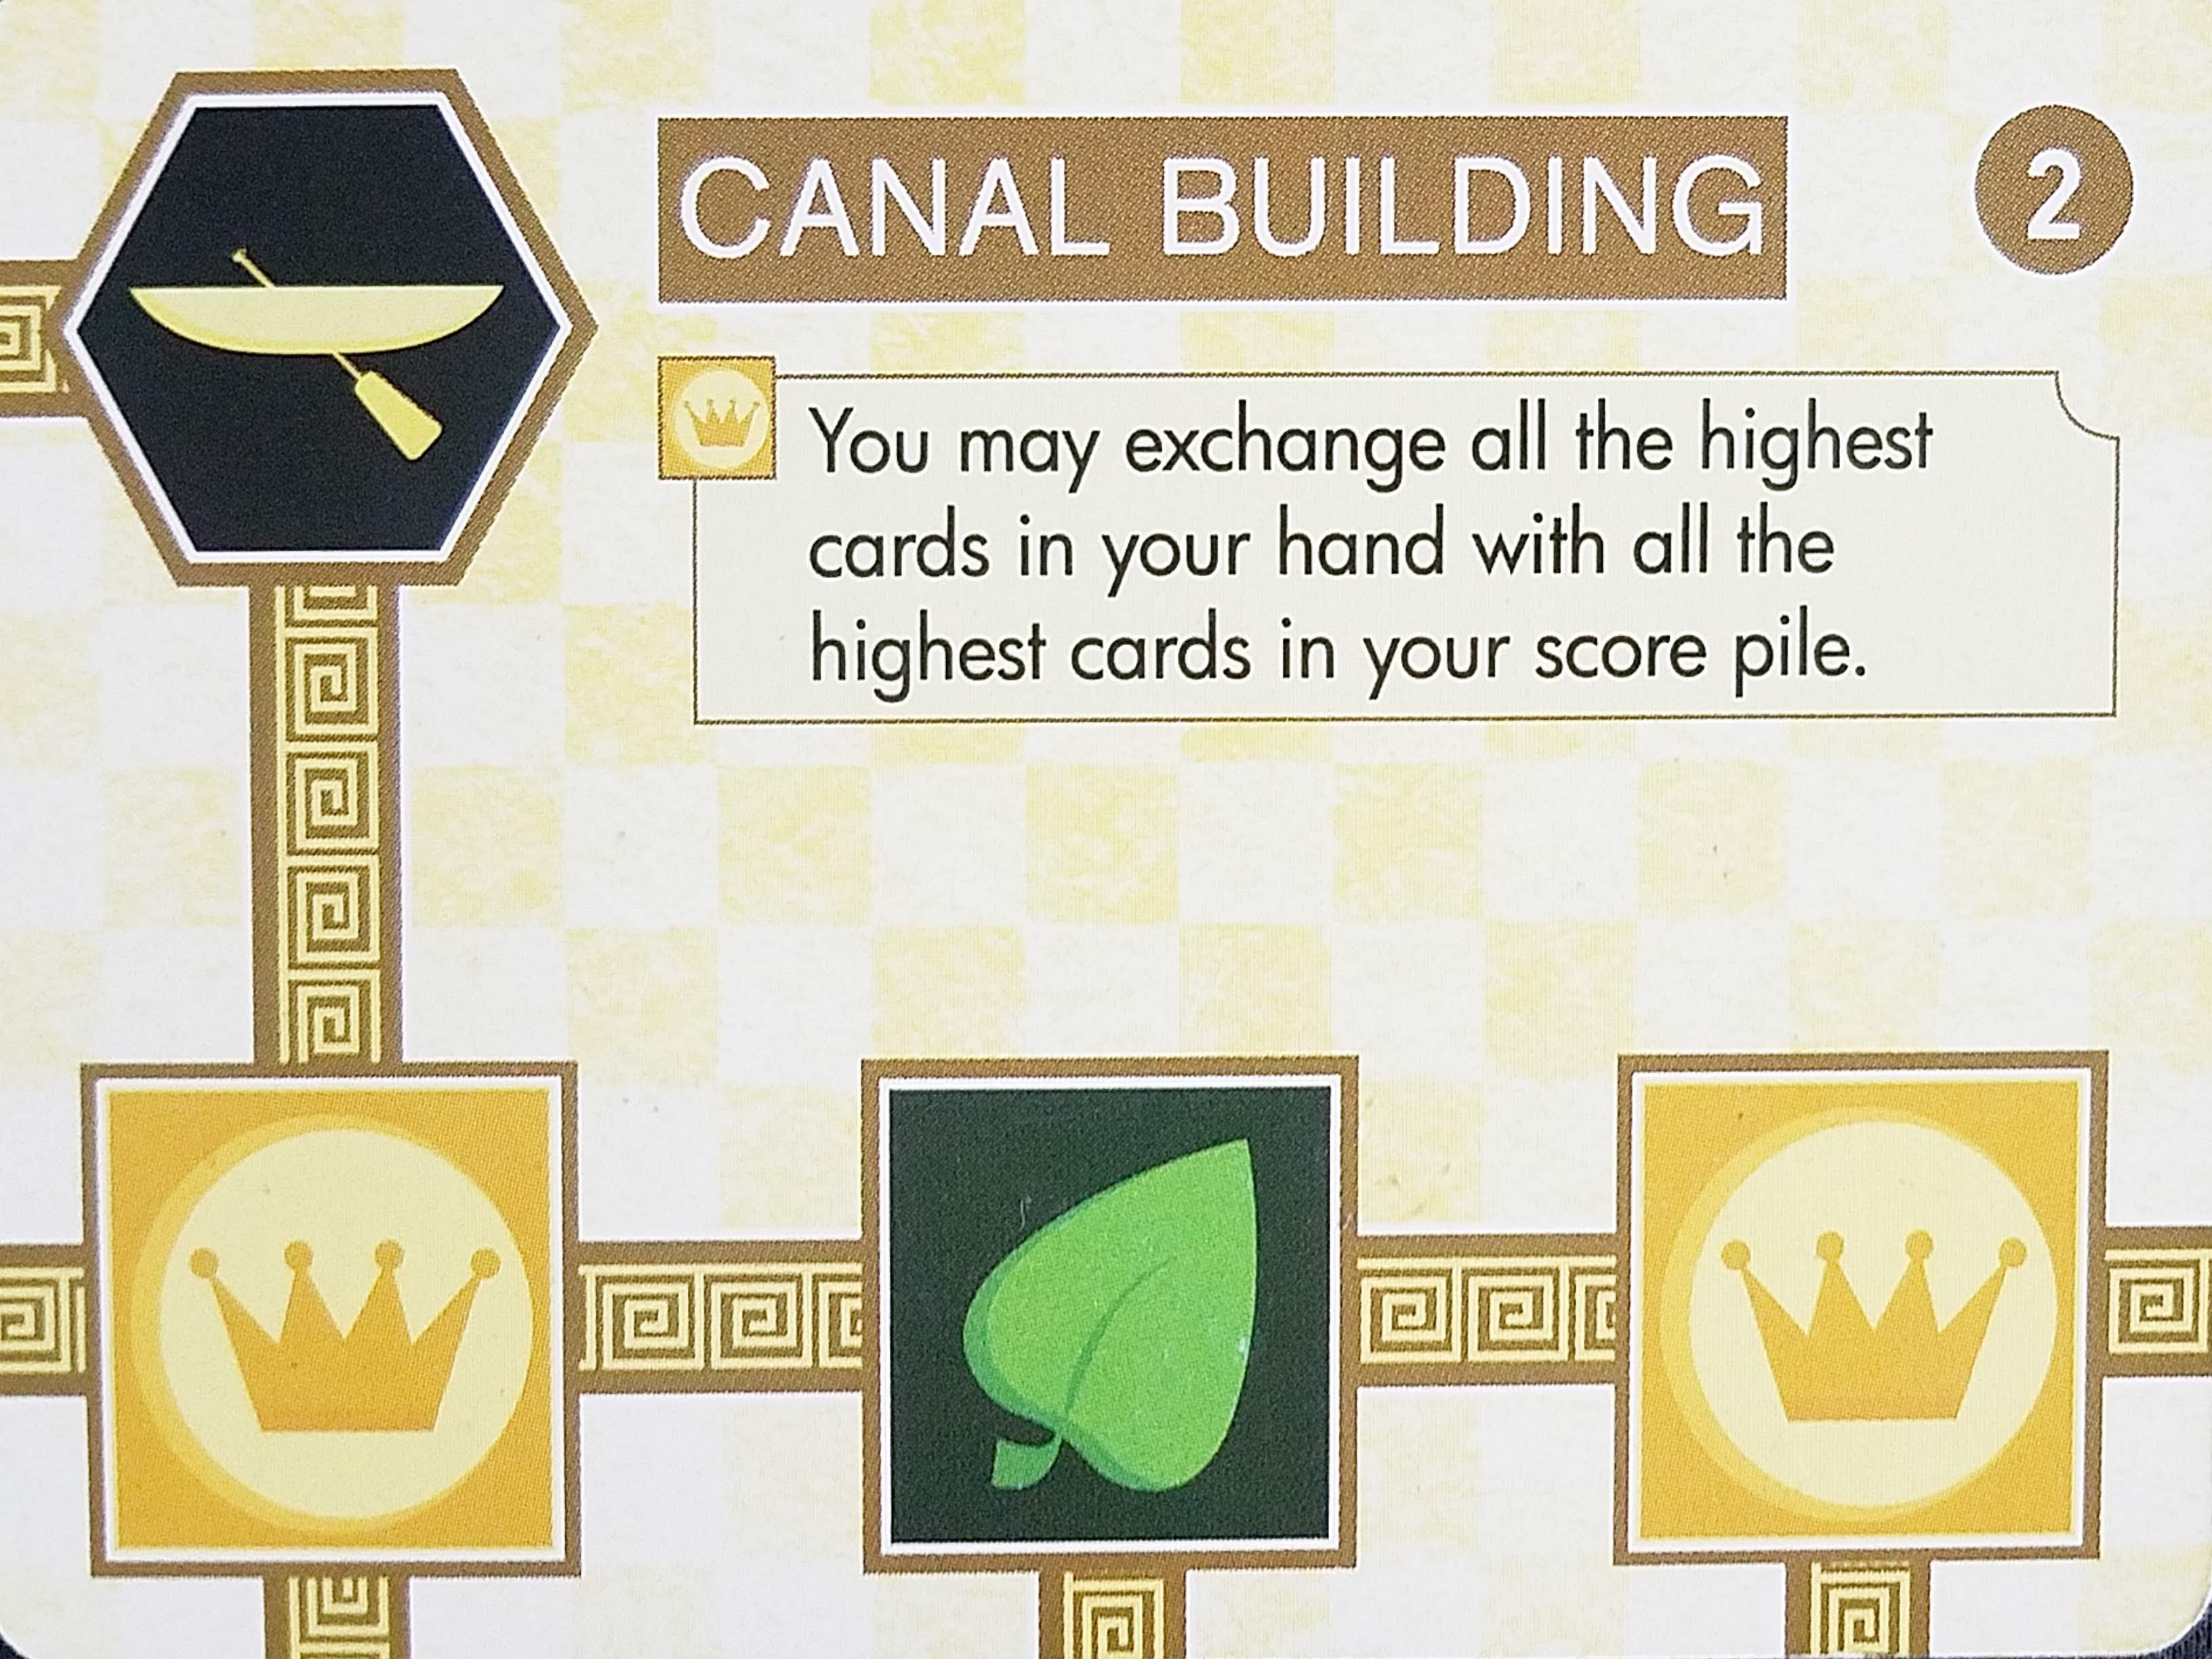 CANAL BUILDING
2
You may exchange all the highest
cards in your hand with all the
highest cards in your score pile.